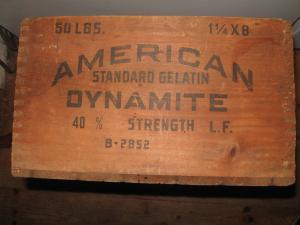 50 LBS. 1¼ X 8
AMERICAN
STANDARD GELATIN
DYNAMITE
40 % STRENGTH L.F.
B-2852